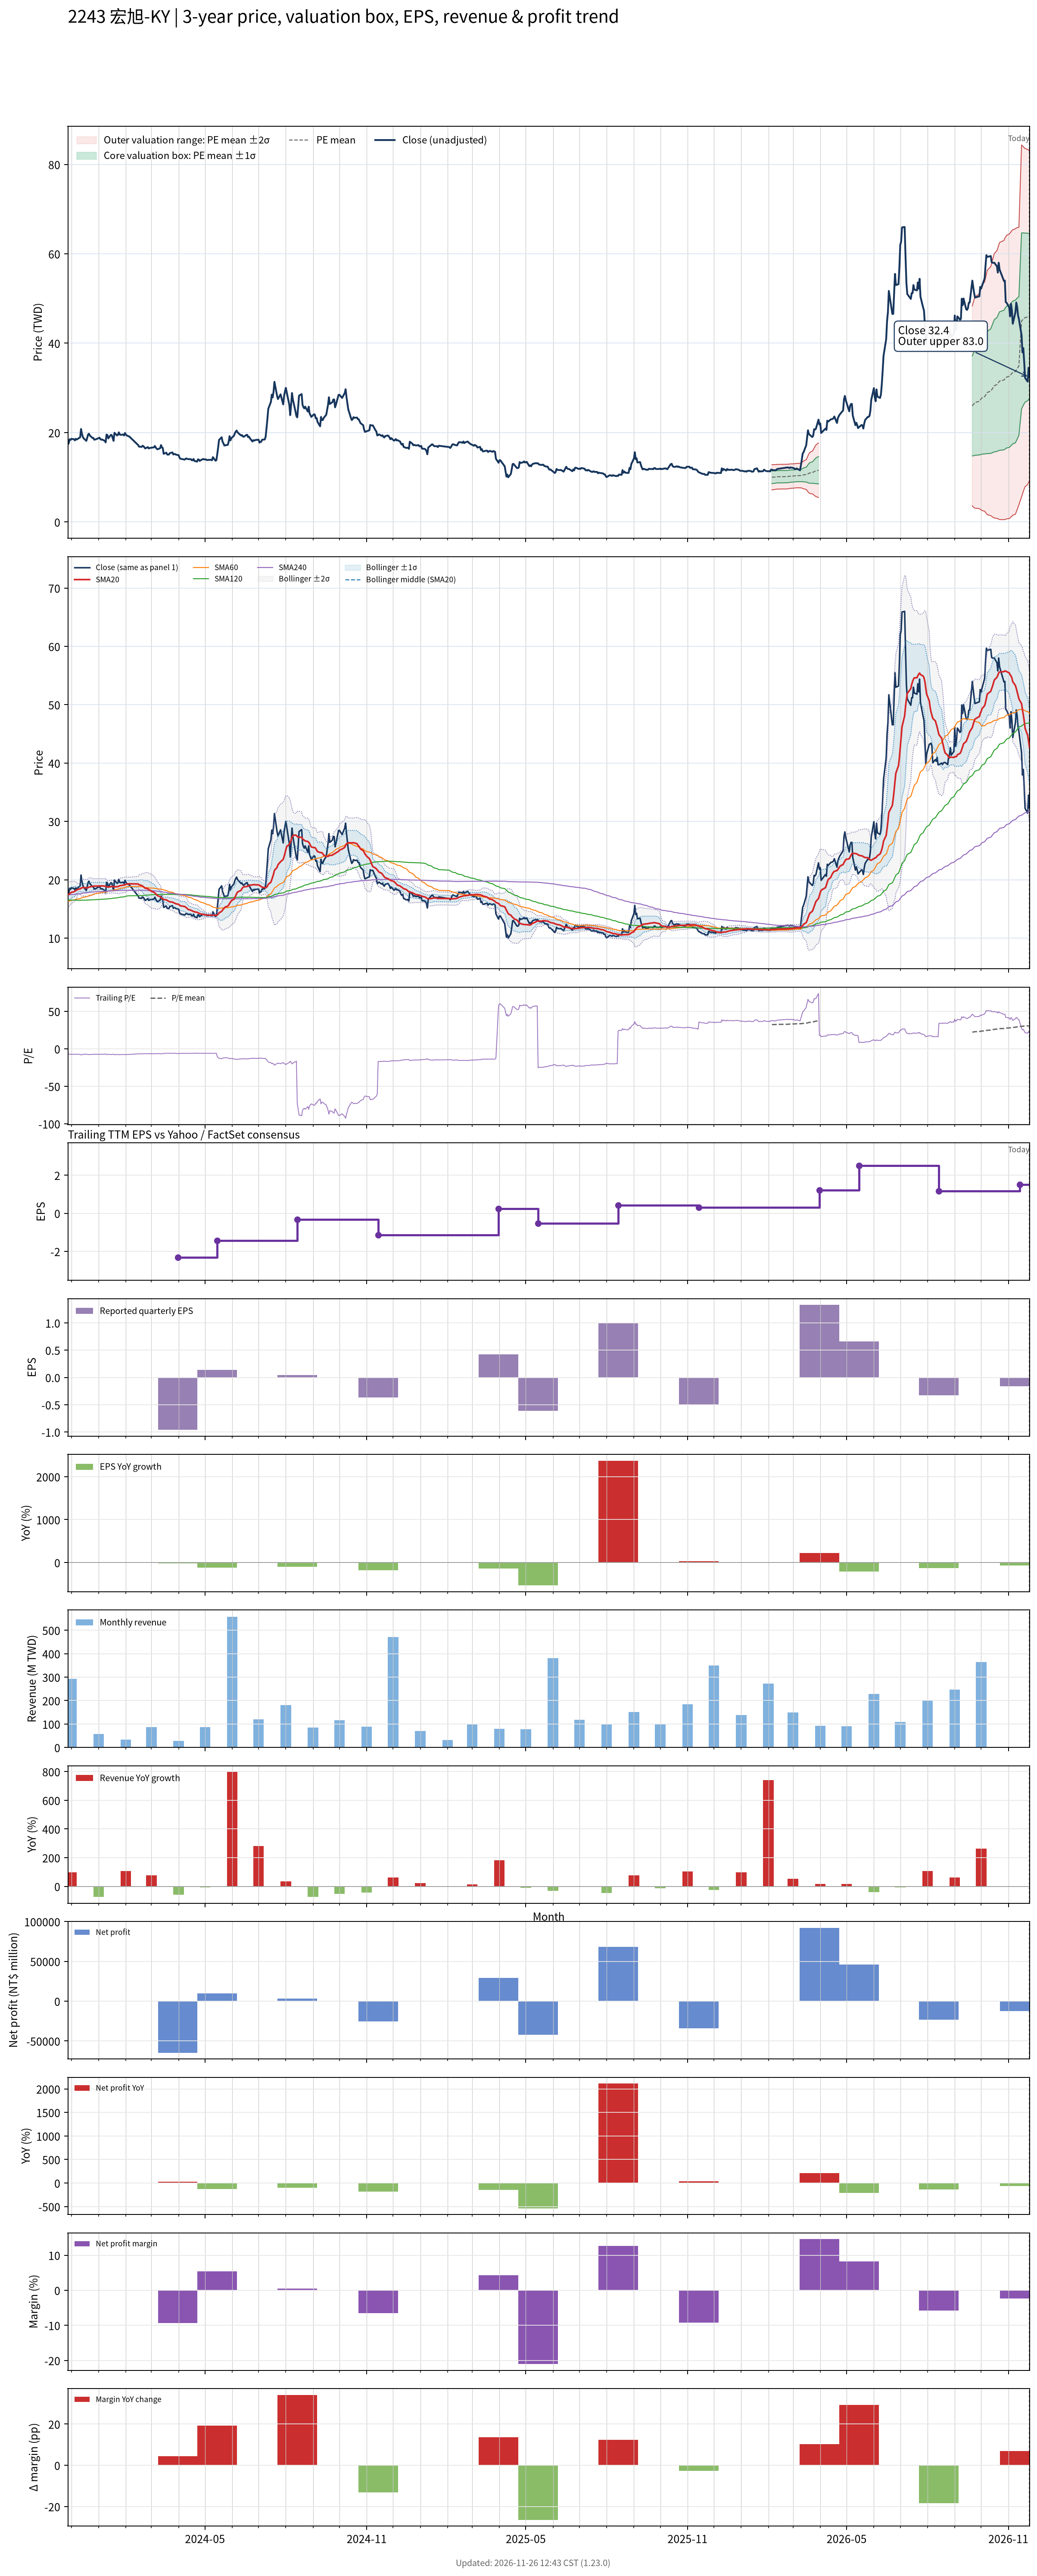 2243 宏旭-KY | 3-year price, valuation box, EPS, revenue & profit trend
Outer valuation range: PE mean ±2σ
Core valuation box: PE mean ±1σ
PE mean
Close (unadjusted)
Today
80
60
40
20
0
Price (TWD)
Close 32.4
Outer upper 83.0
Close (same as panel 1)
SMA20
SMA60
SMA120
SMA240
Bollinger ±2σ
Bollinger ±1σ
Bollinger middle (SMA20)
70
60
50
40
30
20
10
Price
Trailing P/E
P/E mean
50
0
-50
-100
P/E
Trailing TTM EPS vs Yahoo / FactSet consensus
Today
2
0
-2
EPS
Reported quarterly EPS
1.0
0.5
0.0
-0.5
-1.0
EPS
EPS YoY growth
2000
1000
0
YoY (%)
Monthly revenue
500
400
300
200
100
0
Revenue (M TWD)
Revenue YoY growth
800
600
400
200
0
YoY (%)
Month
Net profit
100000
50000
0
-50000
Net profit (NT$ million)
Net profit YoY
2000
1500
1000
500
0
-500
YoY (%)
Net profit margin
10
0
-10
-20
Margin (%)
Margin YoY change
20
0
-20
Δ margin (pp)
2024-05
2024-11
2025-05
2025-11
2026-05
2026-11
Updated: 2026-11-26 12:43 CST (1.23.0)